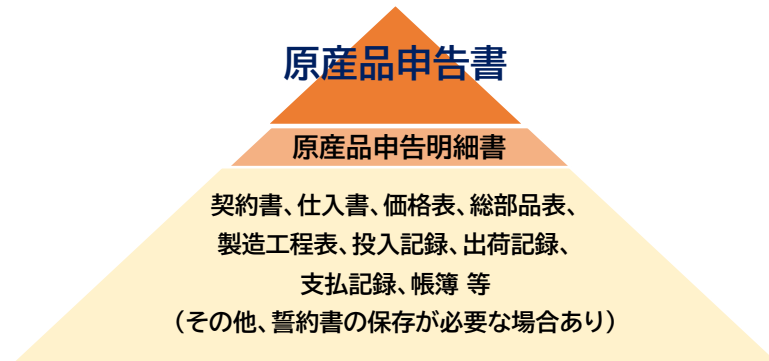 原産品申告書
原産品申告明細書
契約書、仕入書、価格表、総部品表、
製造工程表、投入記録、出荷記録、
支払記録、帳簿 等
（その他、誓約書の保存が必要な場合あり）